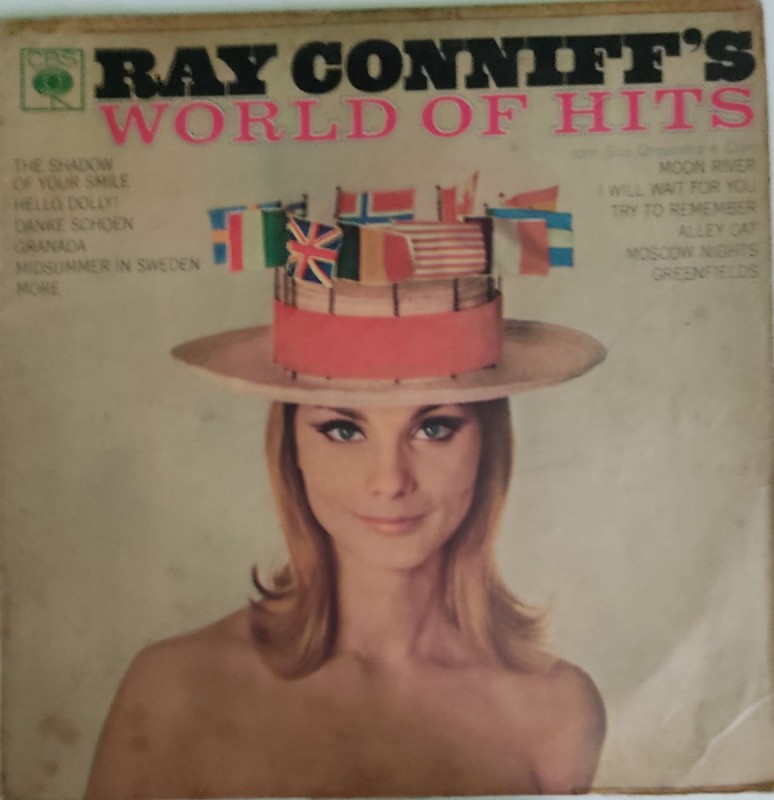 CBS
RAY CONNIFF'S
WORLD OF HITS
com Sua Orquestra e Coro
THE SHADOW
OF YOUR SMILE
HELLO, DOLLY!
DANKE SCHOEN
GRANADA
MIDSUMMER IN SWEDEN
MORE
MOON RIVER
I WILL WAIT FOR YOU
TRY TO REMEMBER
ALLEY CAT
MOSCOW NIGHTS
GREENFIELDS